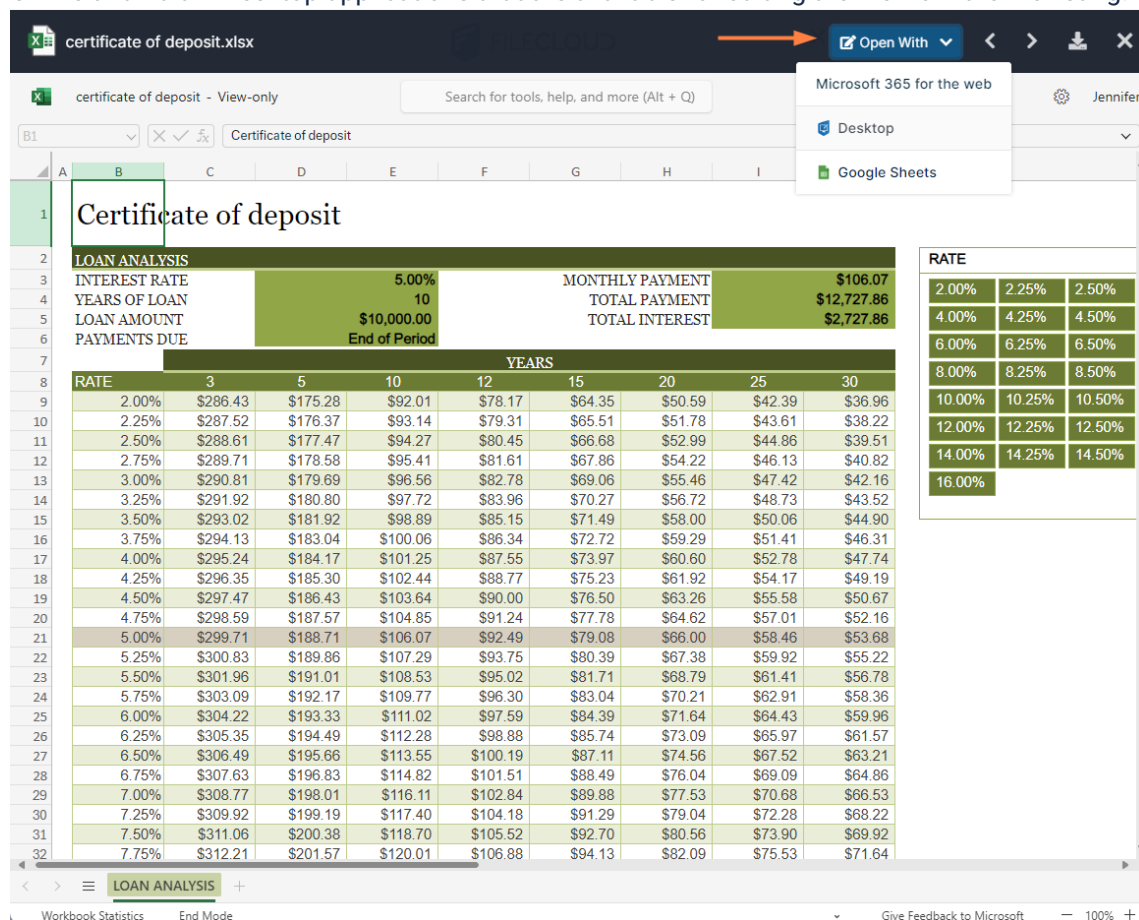 certificate of deposit.xlsx
FILECLOUD
Open With
Microsoft 365 for the web
Desktop
Google Sheets
certificate of deposit - View-only
Search for tools, help, and more (Alt + Q)
Jennifer
B1
fx
Certificate of deposit
A B C D E F G H I
1 Certificate of deposit
2 LOAN ANALYSIS
3 INTEREST RATE 5.00% MONTHLY PAYMENT $106.07
4 YEARS OF LOAN 10 TOTAL PAYMENT $12,727.86
5 LOAN AMOUNT $10,000.00 TOTAL INTEREST $2,727.86
6 PAYMENTS DUE End of Period
7 YEARS
8 RATE 3 5 10 12 15 20 25 30
9 2.00% $286.43 $175.28 $92.01 $78.17 $64.35 $50.59 $42.39 $36.96
10 2.25% $287.52 $176.37 $93.14 $79.31 $65.51 $51.78 $43.61 $38.22
11 2.50% $288.61 $177.47 $94.27 $80.45 $66.68 $52.99 $44.86 $39.51
12 2.75% $289.71 $178.58 $95.41 $81.61 $67.86 $54.22 $46.13 $40.82
13 3.00% $290.81 $179.69 $96.56 $82.78 $69.06 $55.46 $47.42 $42.16
14 3.25% $291.92 $180.80 $97.72 $83.96 $70.27 $56.72 $48.73 $43.52
15 3.50% $293.02 $181.92 $98.89 $85.15 $71.49 $58.00 $50.06 $44.90
16 3.75% $294.13 $183.04 $100.06 $86.34 $72.72 $59.29 $51.41 $46.31
17 4.00% $295.24 $184.17 $101.25 $87.55 $73.97 $60.60 $52.78 $47.74
18 4.25% $296.35 $185.30 $102.44 $88.77 $75.23 $61.92 $54.17 $49.19
19 4.50% $297.47 $186.43 $103.64 $90.00 $76.50 $63.26 $55.58 $50.67
20 4.75% $298.59 $187.57 $104.85 $91.24 $77.78 $64.62 $57.01 $52.16
21 5.00% $299.71 $188.71 $106.07 $92.49 $79.08 $66.00 $58.46 $53.68
22 5.25% $300.83 $189.86 $107.29 $93.75 $80.39 $67.38 $59.92 $55.22
23 5.50% $301.96 $191.01 $108.53 $95.02 $81.71 $68.79 $61.41 $56.78
24 5.75% $303.09 $192.17 $109.77 $96.30 $83.04 $70.21 $62.91 $58.36
25 6.00% $304.22 $193.33 $111.02 $97.59 $84.39 $71.64 $64.43 $59.96
26 6.25% $305.35 $194.49 $112.28 $98.88 $85.74 $73.09 $65.97 $61.57
27 6.50% $306.49 $195.66 $113.55 $100.19 $87.11 $74.56 $67.52 $63.21
28 6.75% $307.63 $196.83 $114.82 $101.51 $88.49 $76.04 $69.09 $64.86
29 7.00% $308.77 $198.01 $116.11 $102.84 $89.88 $77.53 $70.68 $66.53
30 7.25% $309.92 $199.19 $117.40 $104.18 $91.29 $79.04 $72.28 $68.22
31 7.50% $311.06 $200.38 $118.70 $105.52 $92.70 $80.56 $73.90 $69.92
32 7.75% $312.21 $201.57 $120.01 $106.88 $94.13 $82.09 $75.53 $71.64
RATE
2.00% 2.25% 2.50%
4.00% 4.25% 4.50%
6.00% 6.25% 6.50%
8.00% 8.25% 8.50%
10.00% 10.25% 10.50%
12.00% 12.25% 12.50%
14.00% 14.25% 14.50%
16.00%
LOAN ANALYSIS
Workbook Statistics End Mode Give Feedback to Microsoft 100%